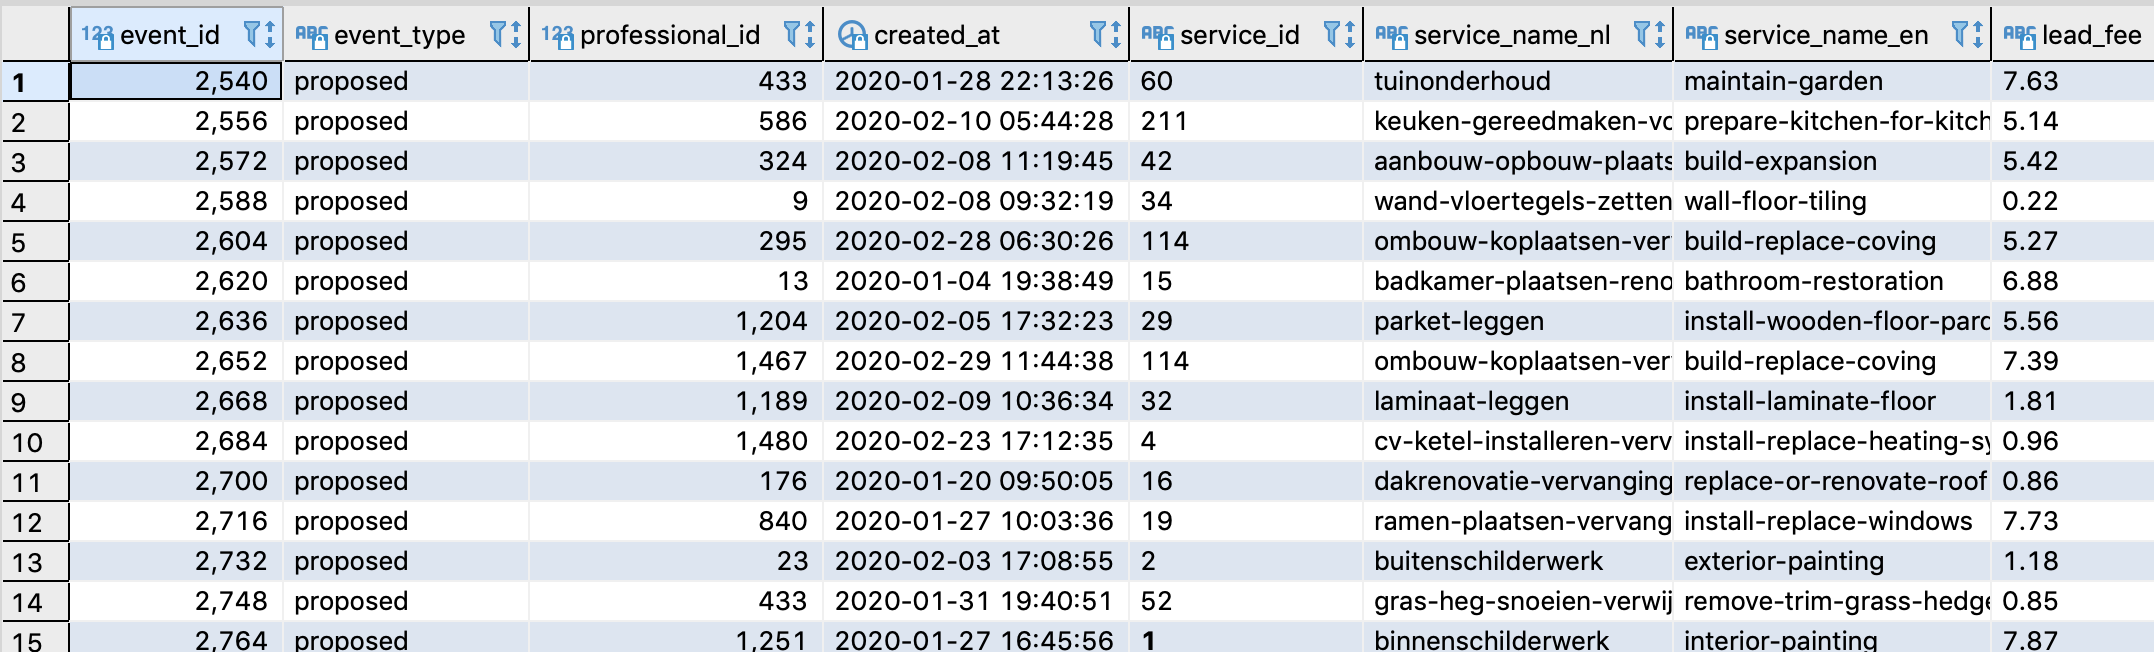 123 event_id ABC event_type 123 professional_id created_at ABC service_id ABC service_name_nl ABC service_name_en ABC lead_fee
1 2,540 proposed 433 2020-01-28 22:13:26 60 tuinonderhoud maintain-garden 7.63
2 2,556 proposed 586 2020-02-10 05:44:28 211 keuken-gereedmaken-vo prepare-kitchen-for-kitch 5.14
3 2,572 proposed 324 2020-02-08 11:19:45 42 aanbouw-opbouw-plaats build-expansion 5.42
4 2,588 proposed 9 2020-02-08 09:32:19 34 wand-vloertegels-zetten wall-floor-tiling 0.22
5 2,604 proposed 295 2020-02-28 06:30:26 114 ombouw-koplaatsen-ver build-replace-coving 5.27
6 2,620 proposed 13 2020-01-04 19:38:49 15 badkamer-plaatsen-reno bathroom-restoration 6.88
7 2,636 proposed 1,204 2020-02-05 17:32:23 29 parket-leggen install-wooden-floor-parq 5.56
8 2,652 proposed 1,467 2020-02-29 11:44:38 114 ombouw-koplaatsen-ver build-replace-coving 7.39
9 2,668 proposed 1,189 2020-02-09 10:36:34 32 laminaat-leggen install-laminate-floor 1.81
10 2,684 proposed 1,480 2020-02-23 17:12:35 4 cv-ketel-installeren-verv install-replace-heating-sy 0.96
11 2,700 proposed 176 2020-01-20 09:50:05 16 dakrenovatie-vervanging replace-or-renovate-roof 0.86
12 2,716 proposed 840 2020-01-27 10:03:36 19 ramen-plaatsen-vervang install-replace-windows 7.73
13 2,732 proposed 23 2020-02-03 17:08:55 2 buitenschilderwerk exterior-painting 1.18
14 2,748 proposed 433 2020-01-31 19:40:51 52 gras-heg-snoeien-verwij remove-trim-grass-hedge 0.85
15 2,764 proposed 1,251 2020-01-27 16:45:56 1 binnenschilderwerk interior-painting 7.87